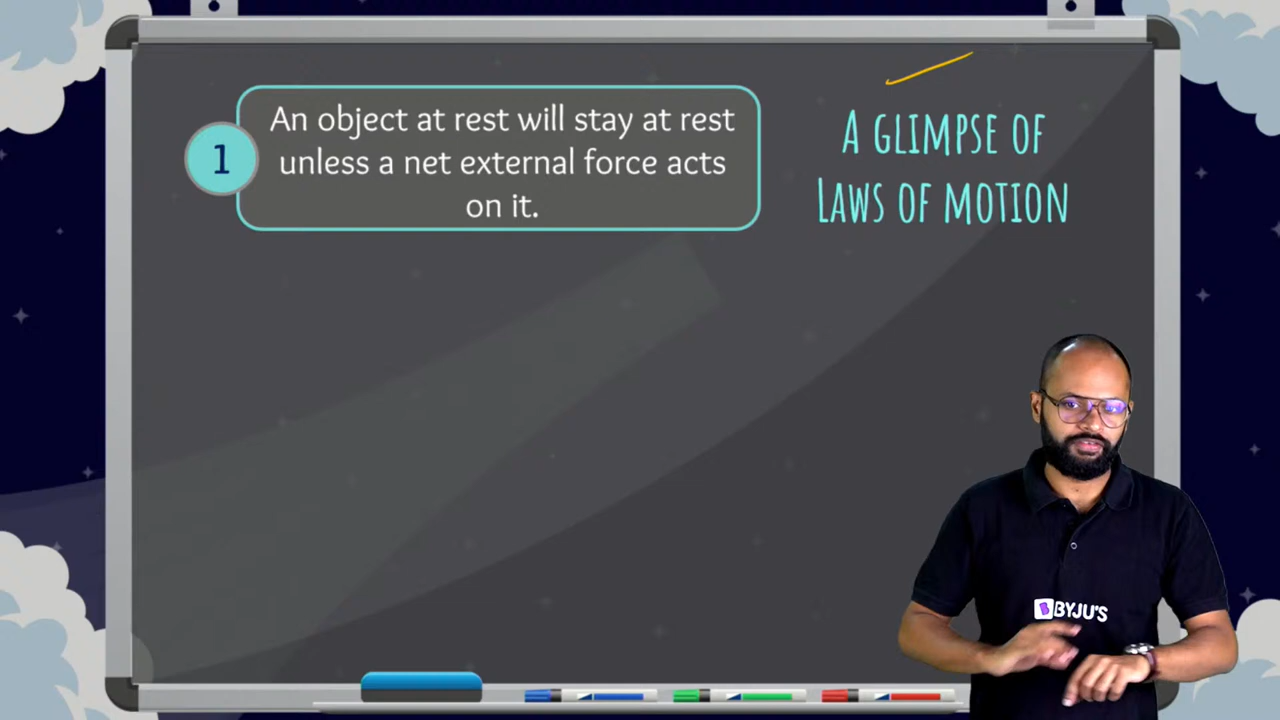 1
An object at rest will stay at rest
unless a net external force acts
on it.
A GLIMPSE OF
LAWS OF MOTION
B BYJU'S